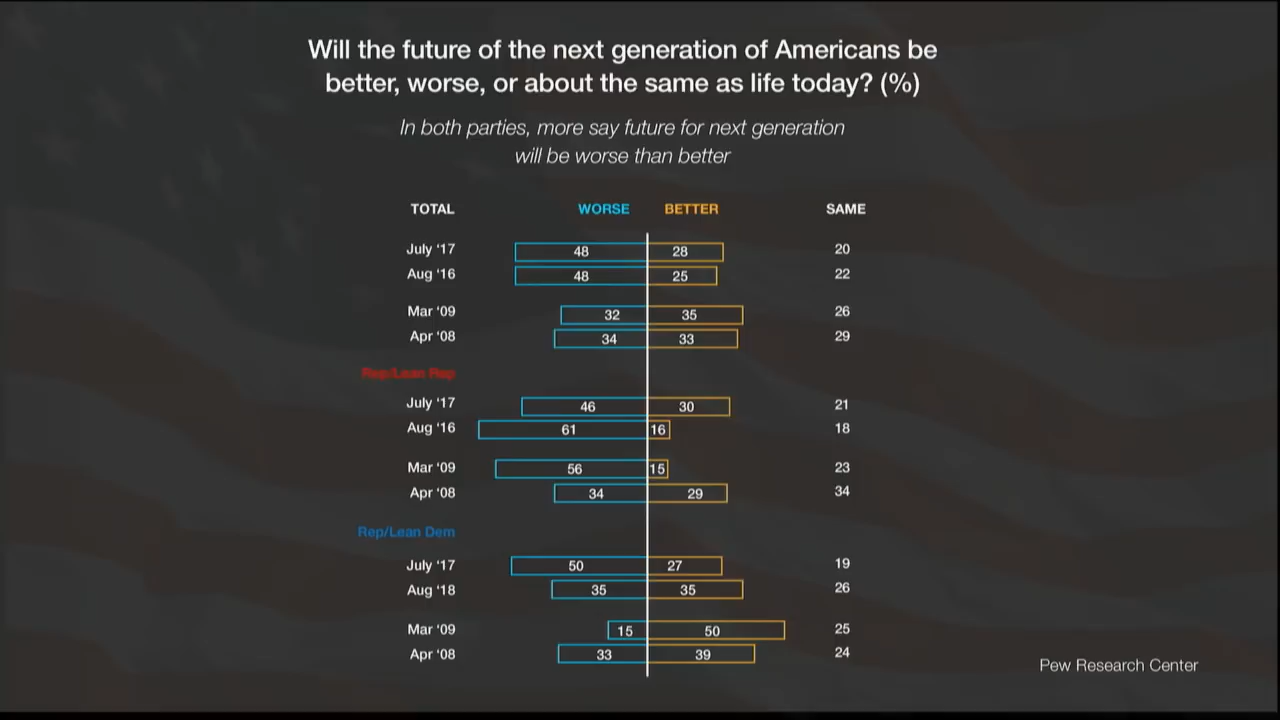 Will the future of the next generation of Americans be
better, worse, or about the same as life today? (%)
In both parties, more say future for next generation
will be worse than better
TOTAL WORSE BETTER SAME
July ‘17 48 28 20
Aug ‘16 48 25 22
Mar ‘09 32 35 26
Apr ‘08 34 33 29
Rep/Lean Rep
July ‘17 46 30 21
Aug ‘16 61 16 18
Mar ‘09 56 15 23
Apr ‘08 34 29 34
Rep/Lean Dem
July ‘17 50 27 19
Aug ‘18 35 35 26
Mar ‘09 15 50 25
Apr ‘08 33 39 24
Pew Research Center